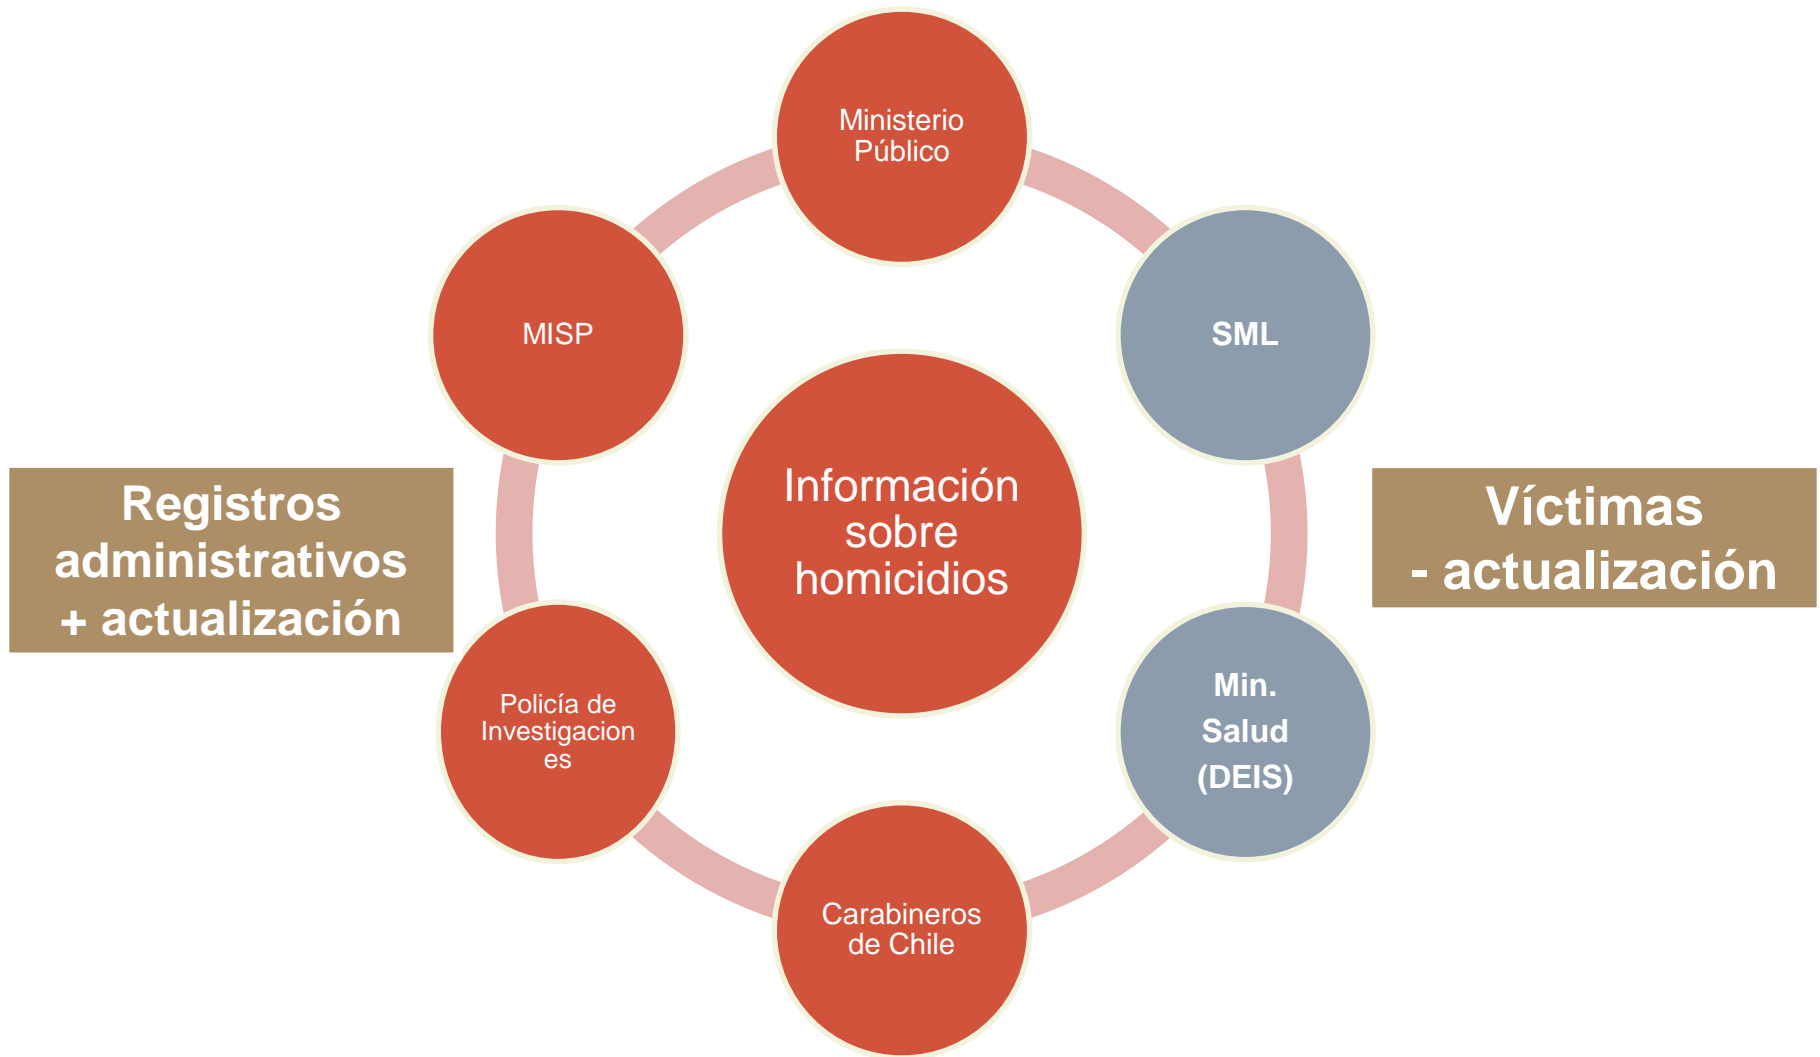 Ministerio
Público
MISP
SML
Información
sobre
homicidios
Registros
administrativos
+ actualización
Víctimas
- actualización
Policía de
Investigacion
es
Min.
Salud
(DEIS)
Carabineros
de Chile